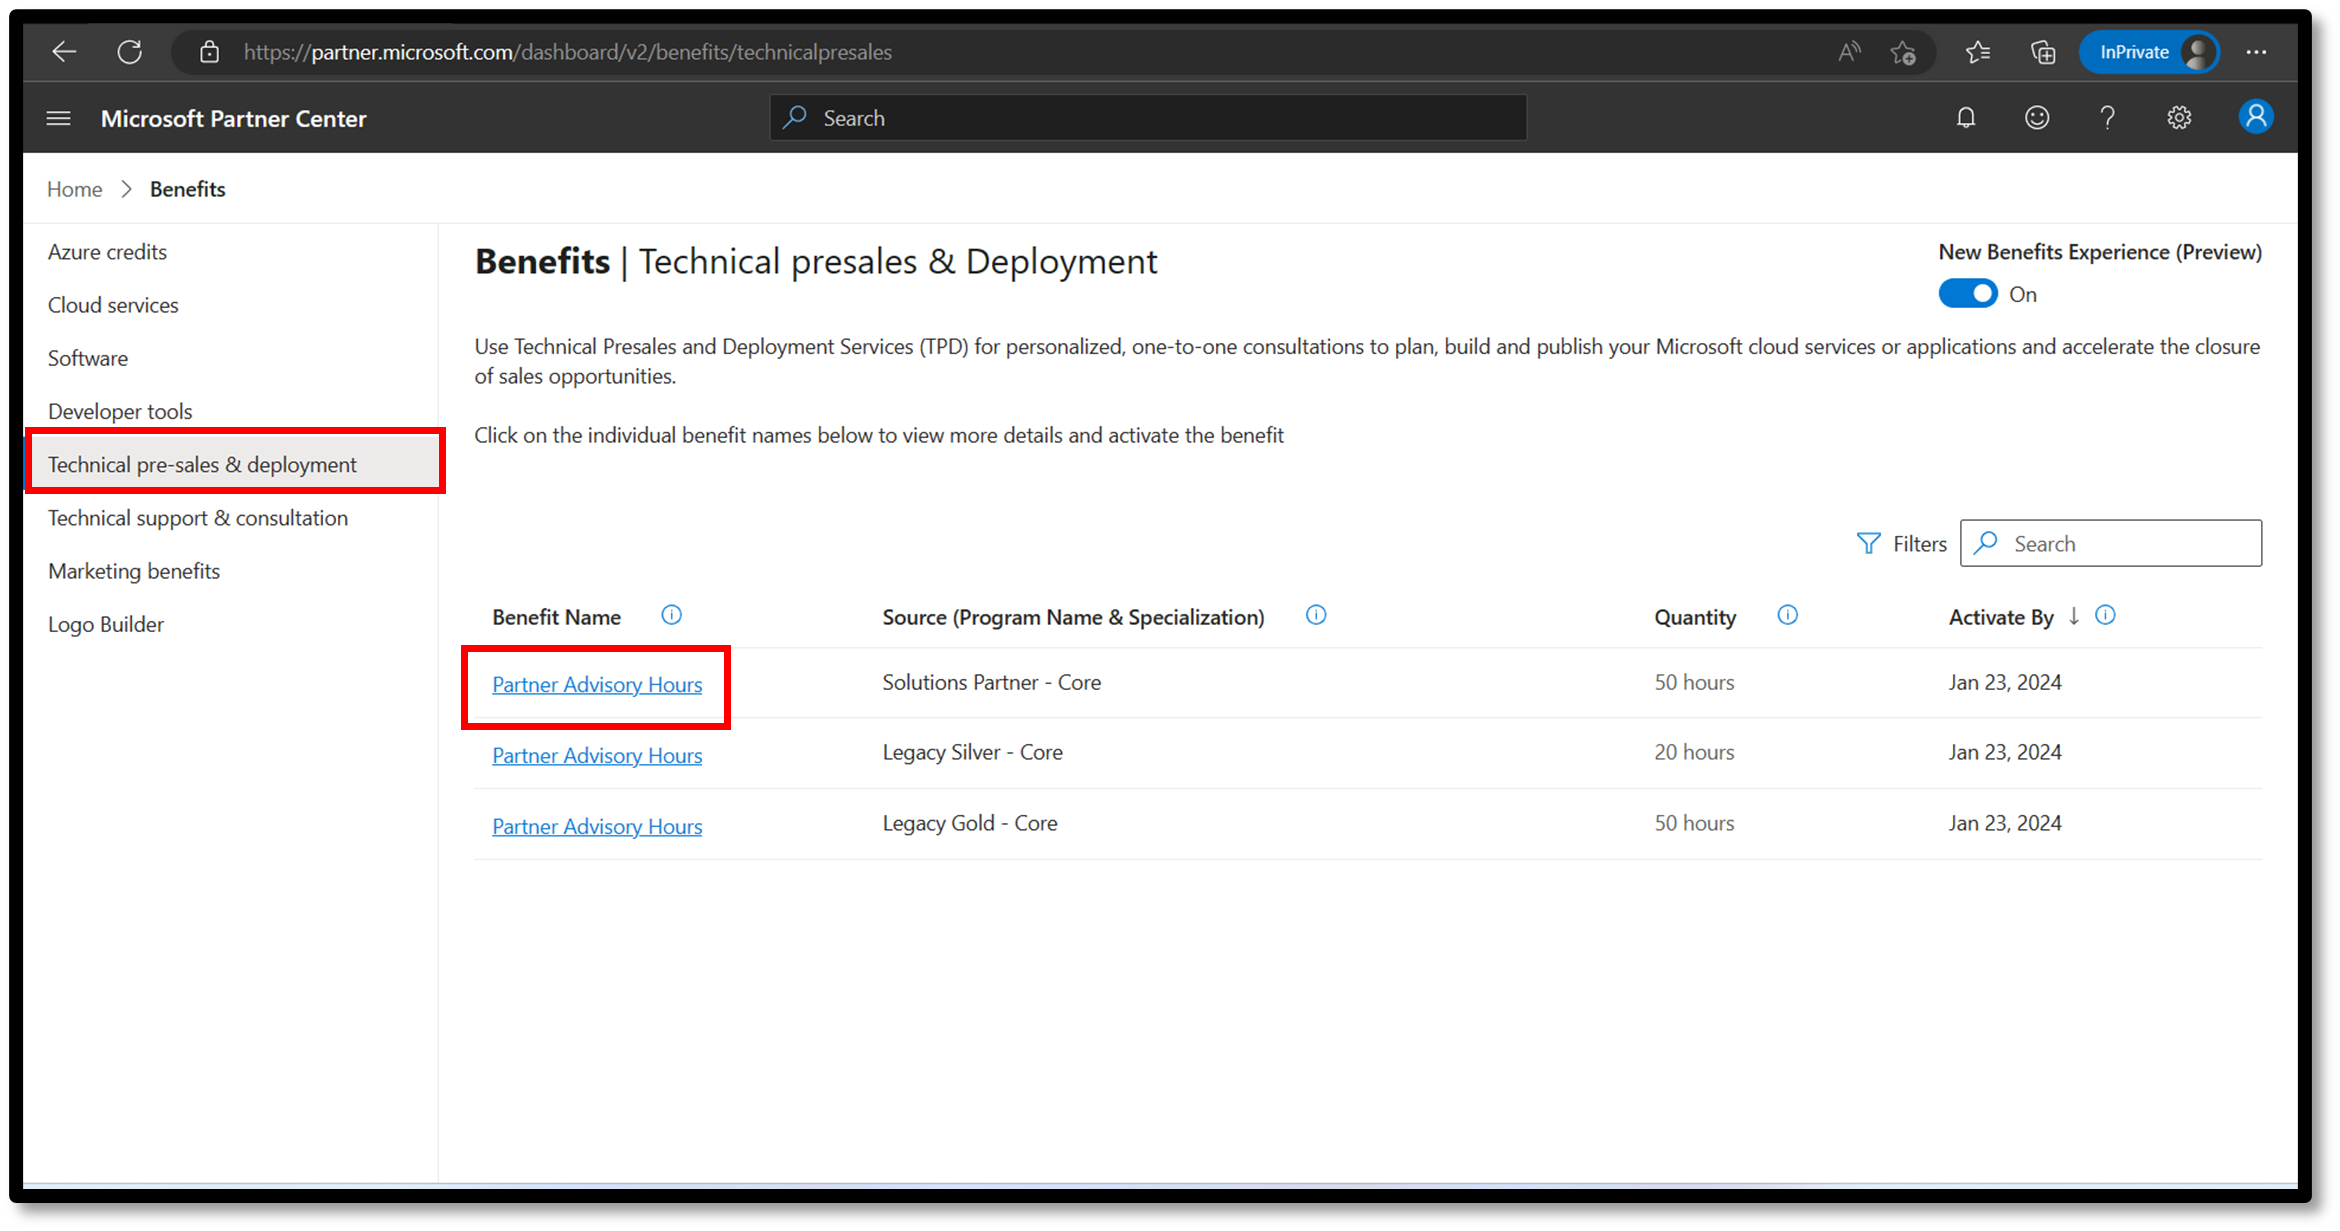 https://partner.microsoft.com/dashboard/v2/benefits/technicalpresales
InPrivate
Microsoft Partner Center
Search
Home > Benefits
Azure credits
Cloud services
Software
Developer tools
Technical pre-sales & deployment
Technical support & consultation
Marketing benefits
Logo Builder
Benefits | Technical presales & Deployment
New Benefits Experience (Preview)
On
Use Technical Presales and Deployment Services (TPD) for personalized, one-to-one consultations to plan, build and publish your Microsoft cloud services or applications and accelerate the closure
of sales opportunities.
Click on the individual benefit names below to view more details and activate the benefit
Filters
Search
Benefit Name Source (Program Name & Specialization) Quantity Activate By ↓
Partner Advisory Hours Solutions Partner - Core 50 hours Jan 23, 2024
Partner Advisory Hours Legacy Silver - Core 20 hours Jan 23, 2024
Partner Advisory Hours Legacy Gold - Core 50 hours Jan 23, 2024